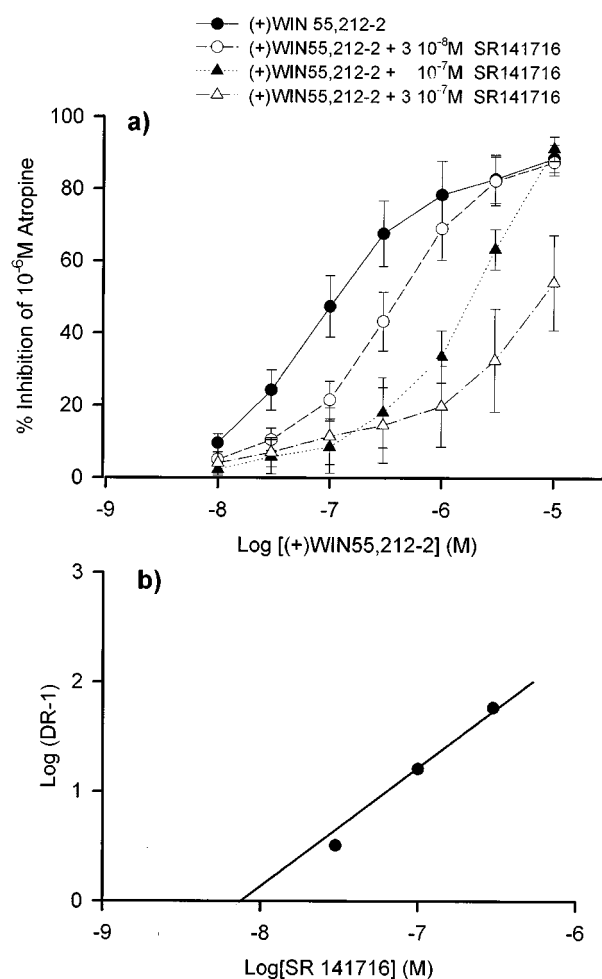 (+)WIN 55,212-2
(+)WIN55,212-2 + 3 10⁻⁸M SR141716
(+)WIN55,212-2 + 10⁻⁷M SR141716
(+)WIN55,212-2 + 3 10⁻⁷M SR141716
a)
% Inhibition of 10⁻⁶M Atropine
100
80
60
40
20
0
-9 -8 -7 -6 -5
Log [(+)WIN55,212-2] (M)
b)
Log (DR-1)
3
2
1
0
-9 -8 -7 -6
Log[SR 141716] (M)